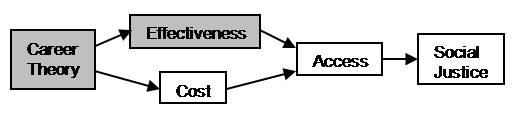 Career
Theory
Effectiveness
Cost
Access
Social
Justice